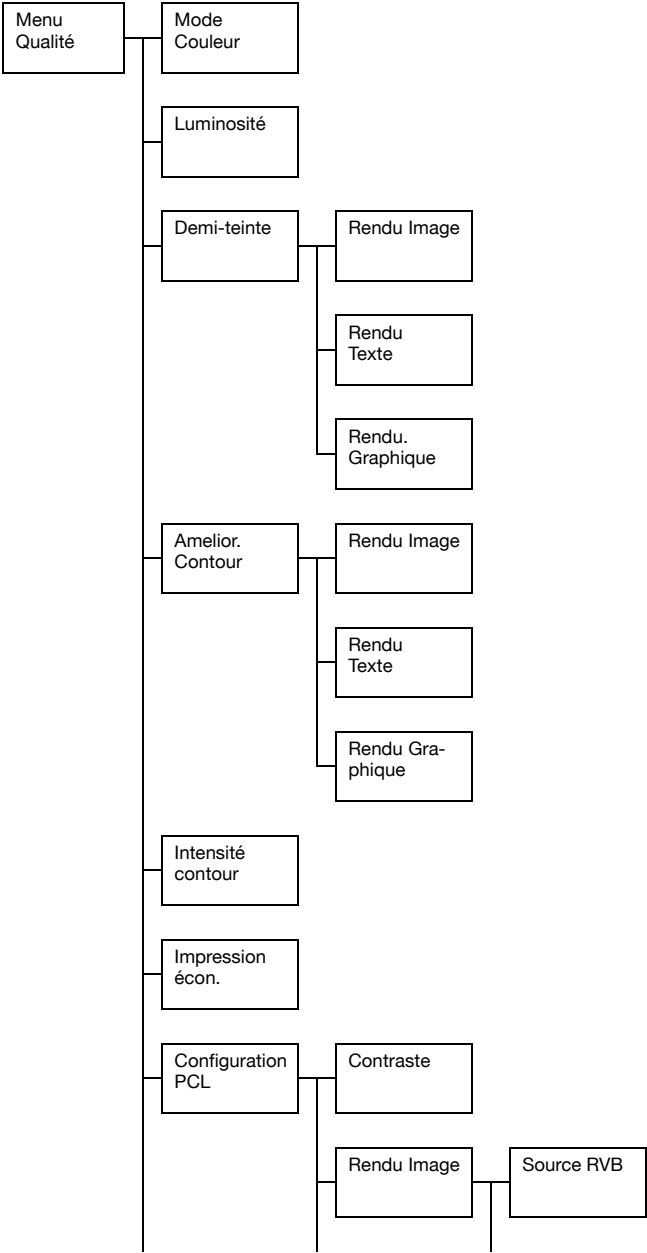 Menu
Qualité
Mode
Couleur
Luminosité
Demi-teinte
Rendu Image
Rendu
Texte
Rendu.
Graphique
Amelior.
Contour
Rendu Image
Rendu
Texte
Rendu Gra-
phique
Intensité
contour
Impression
écon.
Configuration
PCL
Contraste
Rendu Image
Source RVB